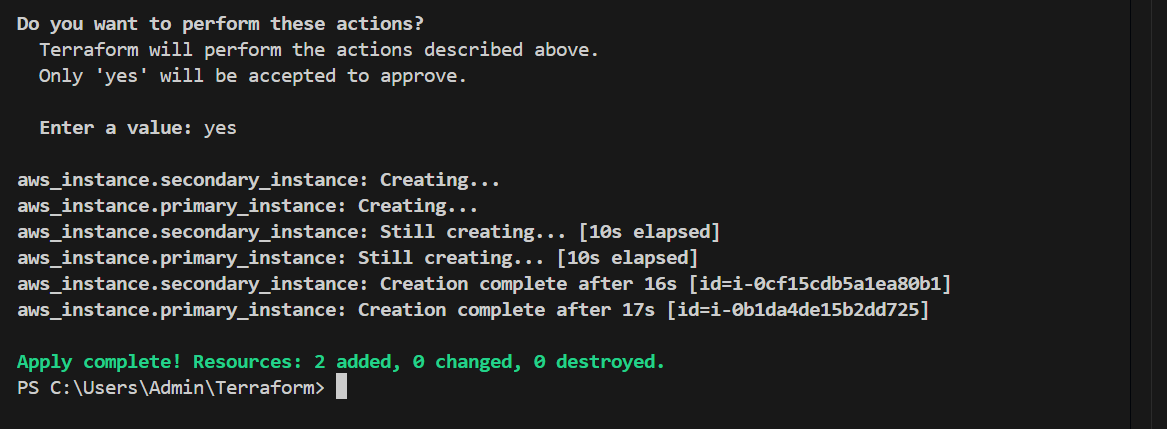 Do you want to perform these actions?
Terraform will perform the actions described above.
Only 'yes' will be accepted to approve.
Enter a value: yes
aws_instance.secondary_instance: Creating...
aws_instance.primary_instance: Creating...
aws_instance.secondary_instance: Still creating... [10s elapsed]
aws_instance.primary_instance: Still creating... [10s elapsed]
aws_instance.secondary_instance: Creation complete after 16s [id=i-0cf15cdb5a1ea80b1]
aws_instance.primary_instance: Creation complete after 17s [id=i-0b1da4de15b2dd725]
Apply complete! Resources: 2 added, 0 changed, 0 destroyed.
PS C:\Users\Admin\Terraform>